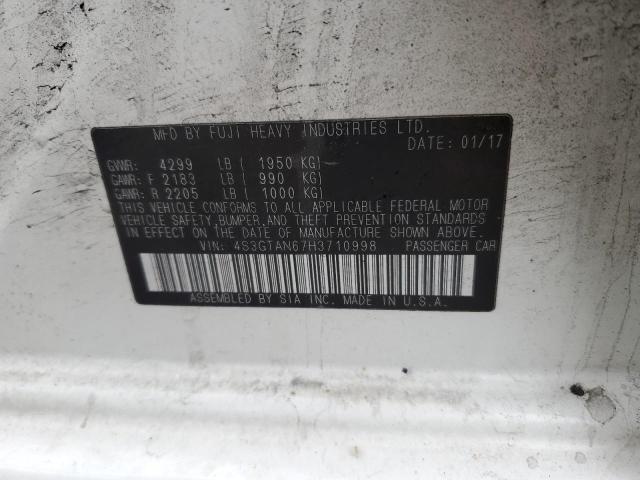 MFD BY FUJI HEAVY INDUSTRIES LTD.
DATE: 01/17
GVWR: 4299 LB ( 1950 KG)
GAWR: F 2183 LB ( 990 KG)
GAWR: R 2205 LB ( 1000 KG)
THIS VEHICLE CONFORMS TO ALL APPLICABLE FEDERAL MOTOR
VEHICLE SAFETY, BUMPER, AND THEFT PREVENTION STANDARDS
IN EFFECT ON THE DATE OF MANUFACTURE SHOWN ABOVE.
VIN: 4S3GTAN67H3710998 PASSENGER CAR
ASSEMBLED BY SIA INC. MADE IN U.S.A.